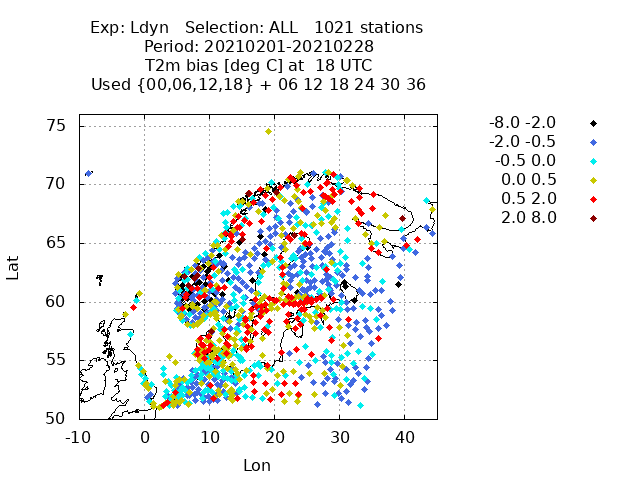 Exp: Ldyn   Selection: ALL   1021 stations
Period: 20210201-20210228
T2m bias [deg C] at  18 UTC
Used {00,06,12,18} + 06 12 18 24 30 36
-8.0 -2.0
-2.0 -0.5
-0.5 0.0
0.0 0.5
0.5 2.0
2.0 8.0
75
70
65
60
55
50
Lat
-10 0 10 20 30 40
Lon